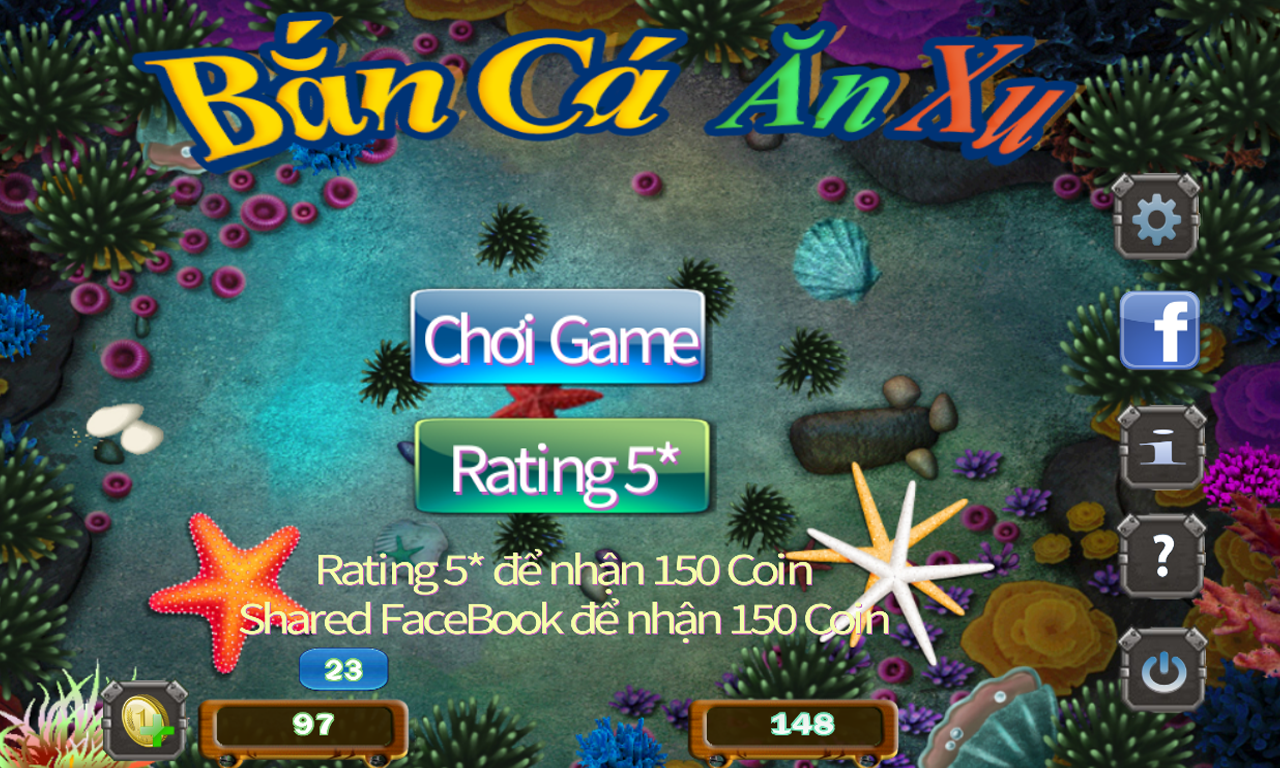 Bắn Cá Ăn Xu
Chơi Game
f
Rating 5*
i
?
Rating 5* để nhận 150 Coin
Shared FaceBook để nhận 150 Coin
23
1
97
148